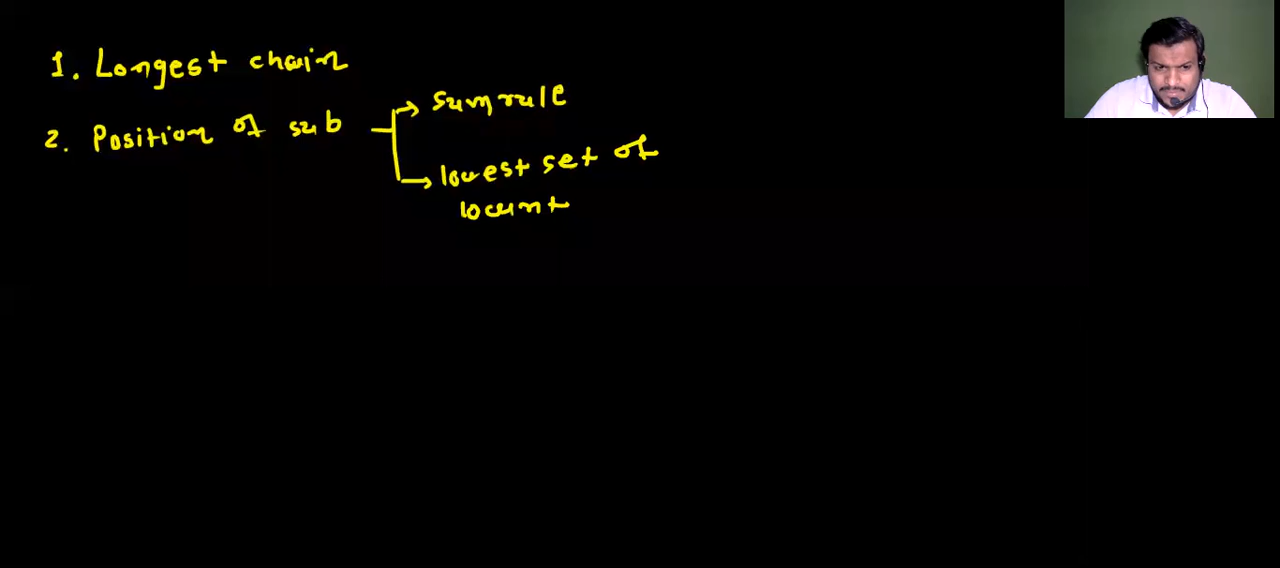 1. Longest chain
2. Position of sub
sum rule
lowest set of
locant